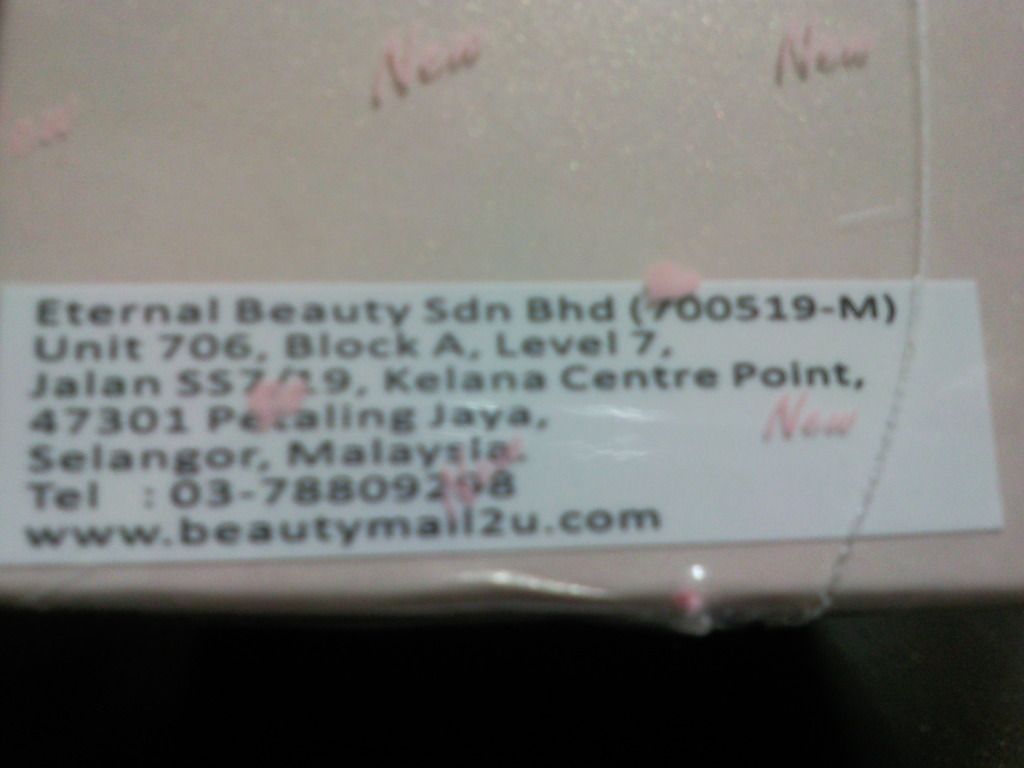 New New
Eternal Beauty Sdn Bhd (700519-M)
Unit 706, Block A, Level 7,
Jalan SS7/19, Kelana Centre Point,
47301 Petaling Jaya,
New
Selangor, Malaysia.
Tel : 03-78809298
www.beautymail2u.com